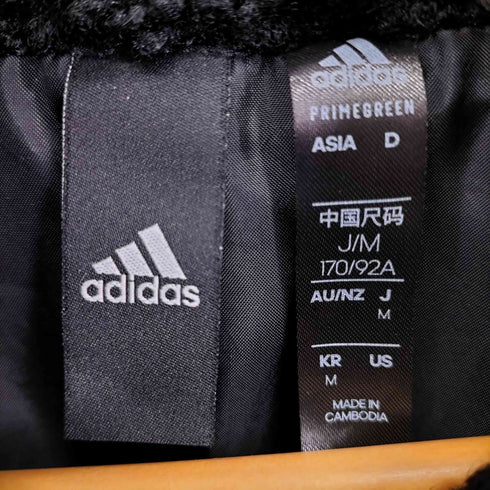 adidas
adidas
PRIMEGREEN
ASIA D
中国尺码
J/M
170/92A
AU/NZ J
M
KR US
M
MADE IN
CAMBODIA